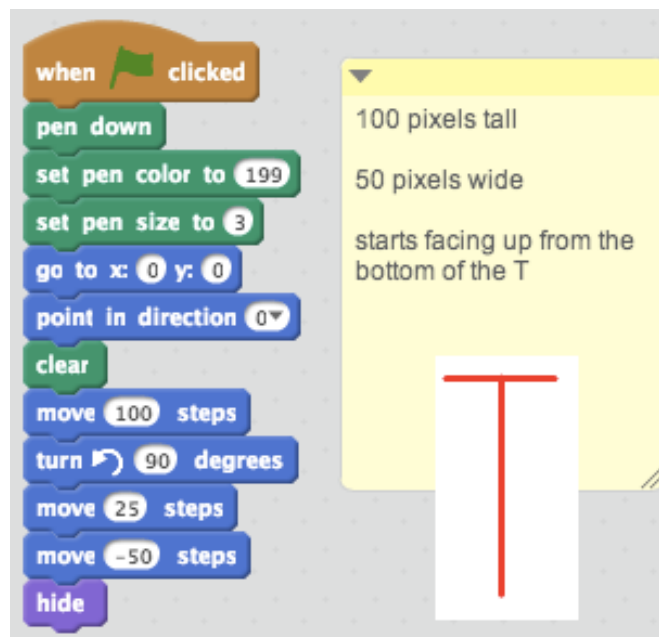 when clicked
pen down
set pen color to 199
set pen size to 3
go to x: 0 y: 0
point in direction 0
clear
move 100 steps
turn 90 degrees
move 25 steps
move -50 steps
hide
100 pixels tall
50 pixels wide
starts facing up from the
bottom of the T